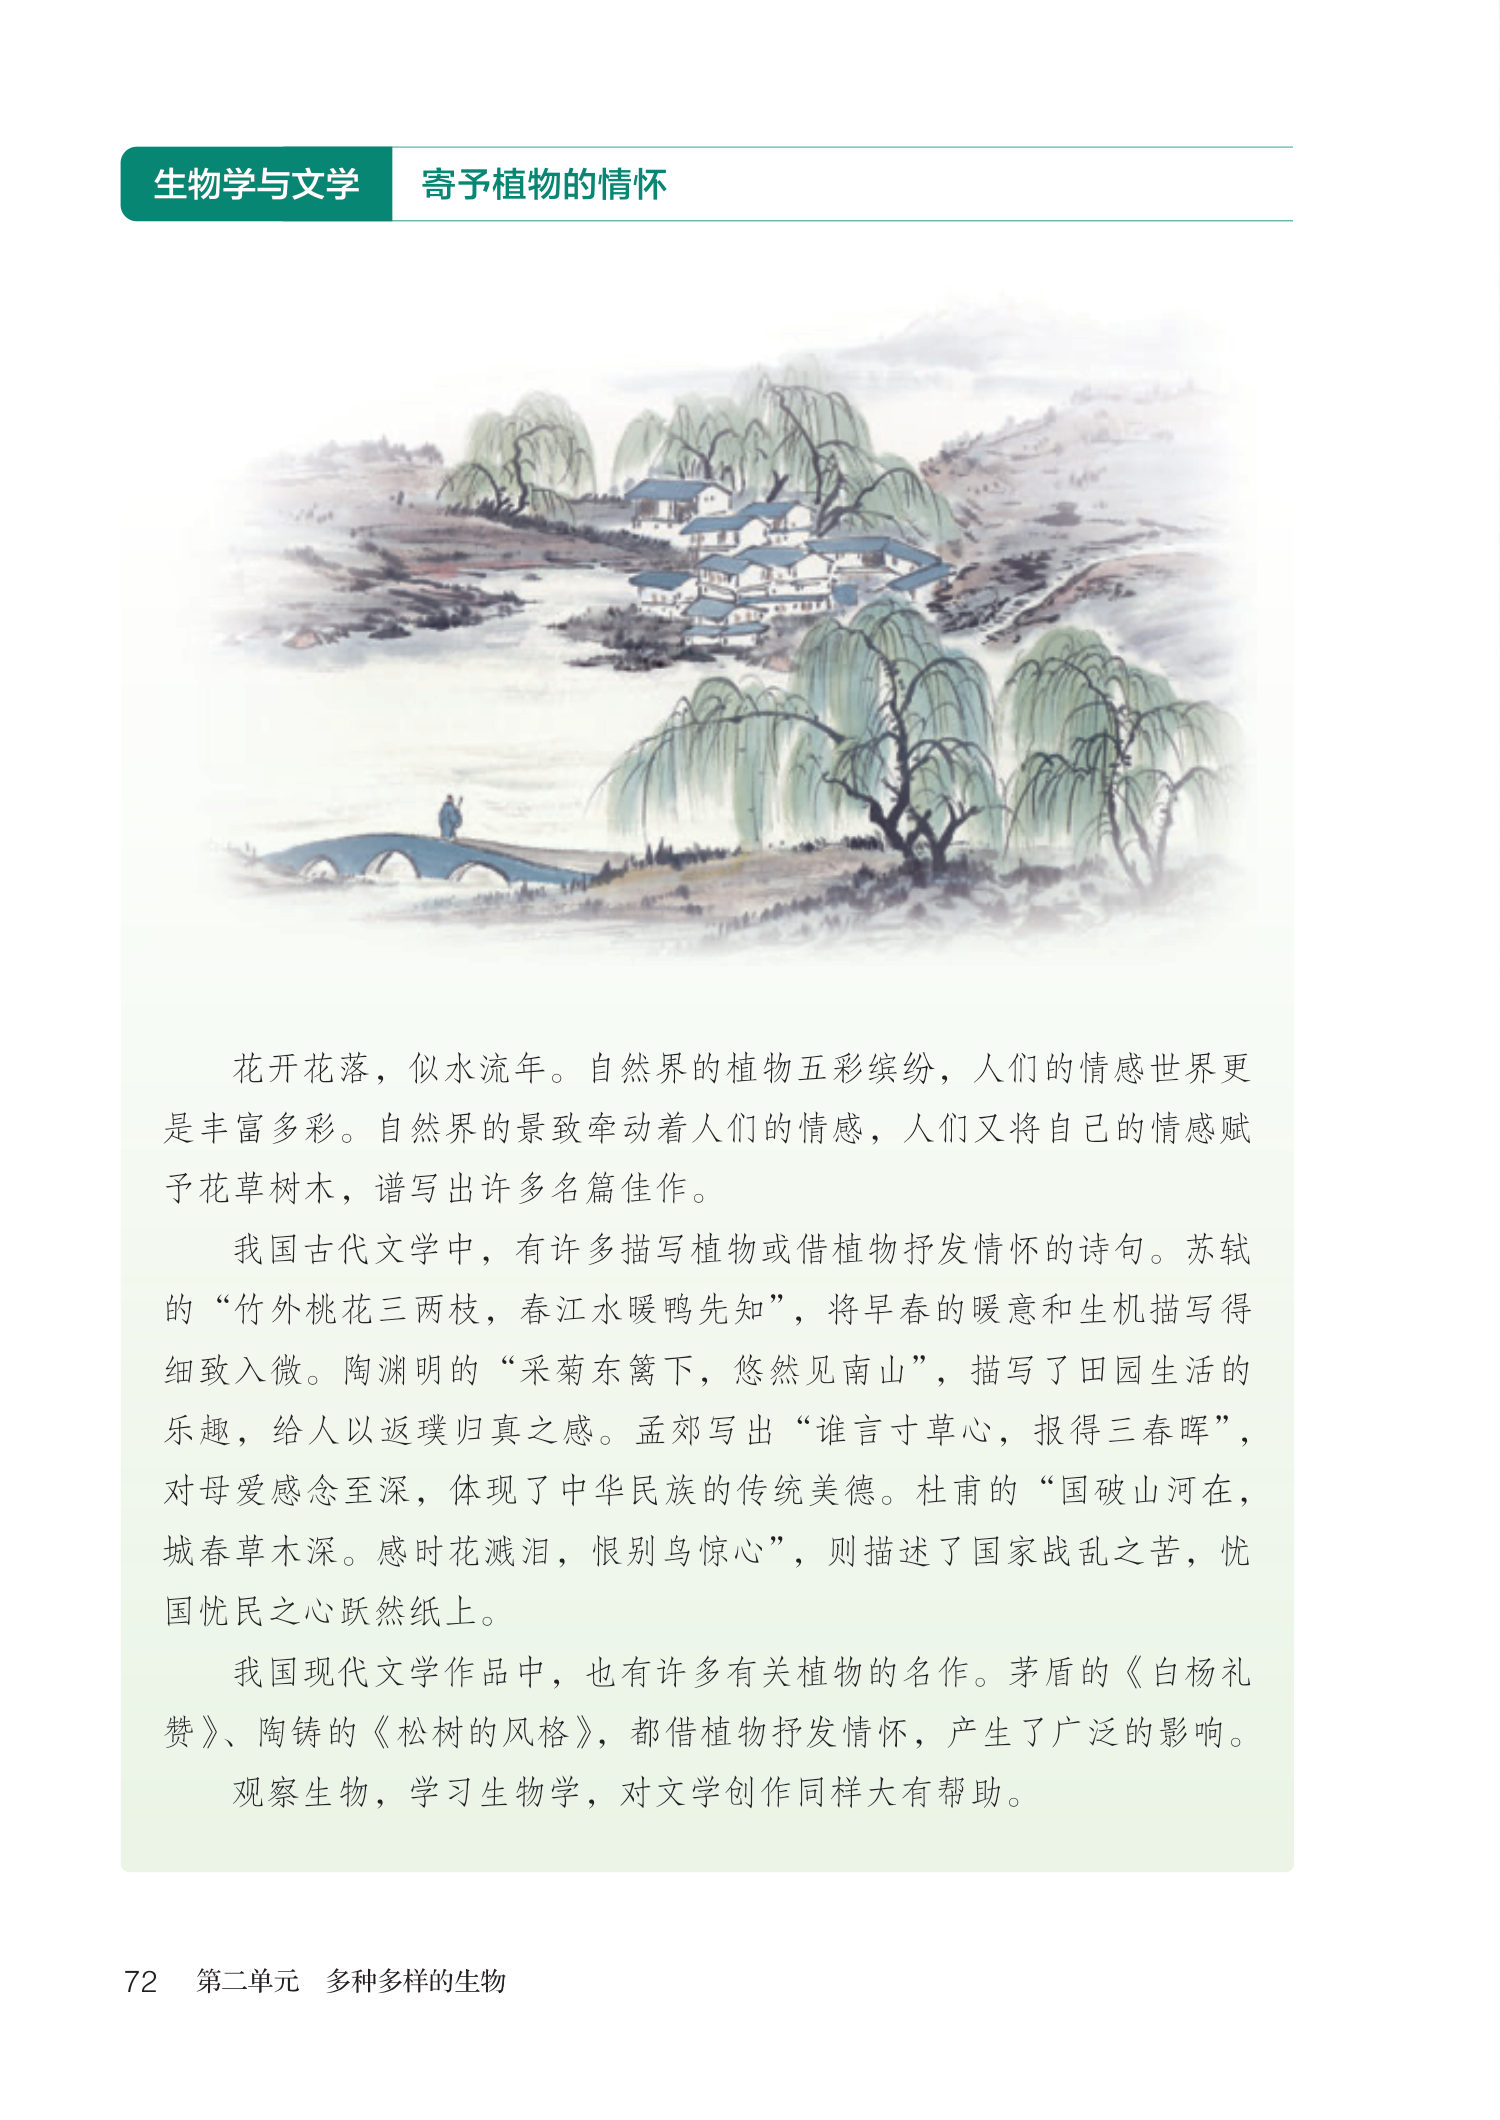 生物学与文学 寄予植物的情怀
花开花落，似水流年。自然界的植物五彩缤纷，人们的情感世界更
是丰富多彩。自然界的景致牵动着人们的情感，人们又将自己的情感赋
予花草树木，谱写出许多名篇佳作。
我国古代文学中，有许多描写植物或借植物抒发情怀的诗句。苏轼
的“竹外桃花三两枝，春江水暖鸭先知”，将早春的暖意和生机描写得
细致入微。陶渊明的“采菊东篱下，悠然见南山”，描写了田园生活的
乐趣，给人以返璞归真之感。孟郊写出“谁言寸草心，报得三春晖”，
对母爱感念至深，体现了中华民族的传统美德。杜甫的“国破山河在，
城春草木深。感时花溅泪，恨别鸟惊心”，则描述了国家战乱之苦，忧
国忧民之心跃然纸上。
我国现代文学作品中，也有许多有关植物的名作。茅盾的《白杨礼
赞》、陶铸的《松树的风格》，都借植物抒发情怀，产生了广泛的影响。
观察生物，学习生物学，对文学创作同样大有帮助。
72 第二单元 多种多样的生物